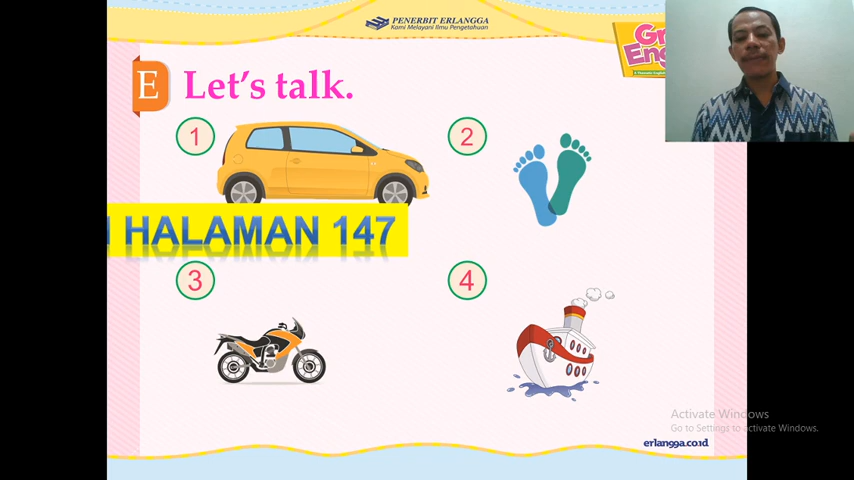 PENERBIT ERLANGGA
Kami Melayani Ilmu Pengetahuan
E Let's talk.
1
2
HALAMAN 147
3
4
Activate Windows
Go to Settings to activate Windows.
erlangga.co.id